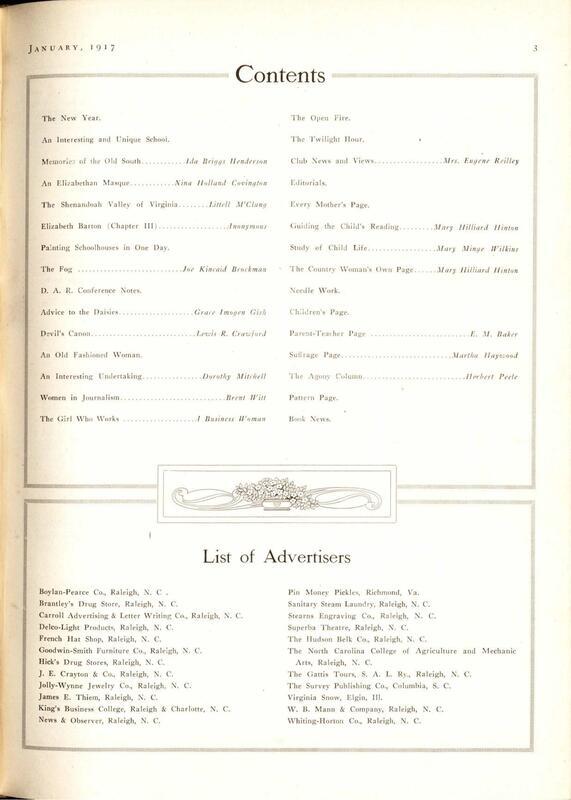 JANUARY, 1917
3
Contents
The New Year.
An Interesting and Unique School.
Memories of the Old South............Ida Briggs Henderson
An Elizabethan Masque...........Nina Holland Covington
The Shenandoah Valley of Virginia........Littell M'Clung
Elizabeth Barton (Chapter III)..................Anonymous
Painting Schoolhouses in One Day.
The Fog ...........................Joe Kincaid Brockman
D. A. R. Conference Notes.
Advice to the Daisies...................Grace Imogen Gish
Devil's Canon...........................Lewis R. Crawford
An Old Fashioned Woman.
An Interesting Undertaking...............Dorothy Mitchell
Women in Journalism...........................Brent Witt
The Girl Who Works ...................A Business Woman
The Open Fire.
The Twilight Hour.
Club News and Views.................Mrs. Eugene Reilley
Editorials.
Every Mother's Page.
Guiding the Child's Reading.........Mary Hilliard Hinton
Study of Child Life.................Mary Minge Wilkins
The Country Woman's Own Page......Mary Hilliard Hinton
Needle Work.
Children's Page.
Parent-Teacher Page ..........................E. M. Baker
Suffrage Page............................Martha Haywood
The Agony Column..........................Herbert Peele
Pattern Page.
Book News.
List of Advertisers
Boylan-Pearce Co., Raleigh, N. C .
Brantley's Drug Store, Raleigh, N. C.
Carroll Advertising & Letter Writing Co., Raleigh, N. C.
Delco-Light Products, Raleigh, N. C.
French Hat Shop, Raleigh, N. C.
Goodwin-Smith Furniture Co., Raleigh, N. C.
Hick's Drug Stores, Raleigh, N. C.
J. E. Crayton & Co., Raleigh, N. C.
Jolly-Wynne Jewelry Co., Raleigh, N. C.
James E. Thiem, Raleigh, N. C.
King's Business College, Raleigh & Charlotte, N. C.
News & Observer, Raleigh, N. C.
Pin Money Pickles, Richmond, Va.
Sanitary Steam Laundry, Raleigh, N. C.
Stearns Engraving Co., Raleigh, N. C.
Superba Theatre, Raleigh, N. C.
The Hudson Belk Co., Raleigh, N. C.
The North Carolina College of Agriculture and Mechanic
Arts, Raleigh, N. C.
The Gattis Tours, S. A. L. Ry., Raleigh, N. C.
The Survey Publishing Co., Columbia, S. C.
Virginia Snow, Elgin, Ill.
W. B. Mann & Company, Raleigh, N. C.
Whiting-Horton Co., Raleigh, N. C.